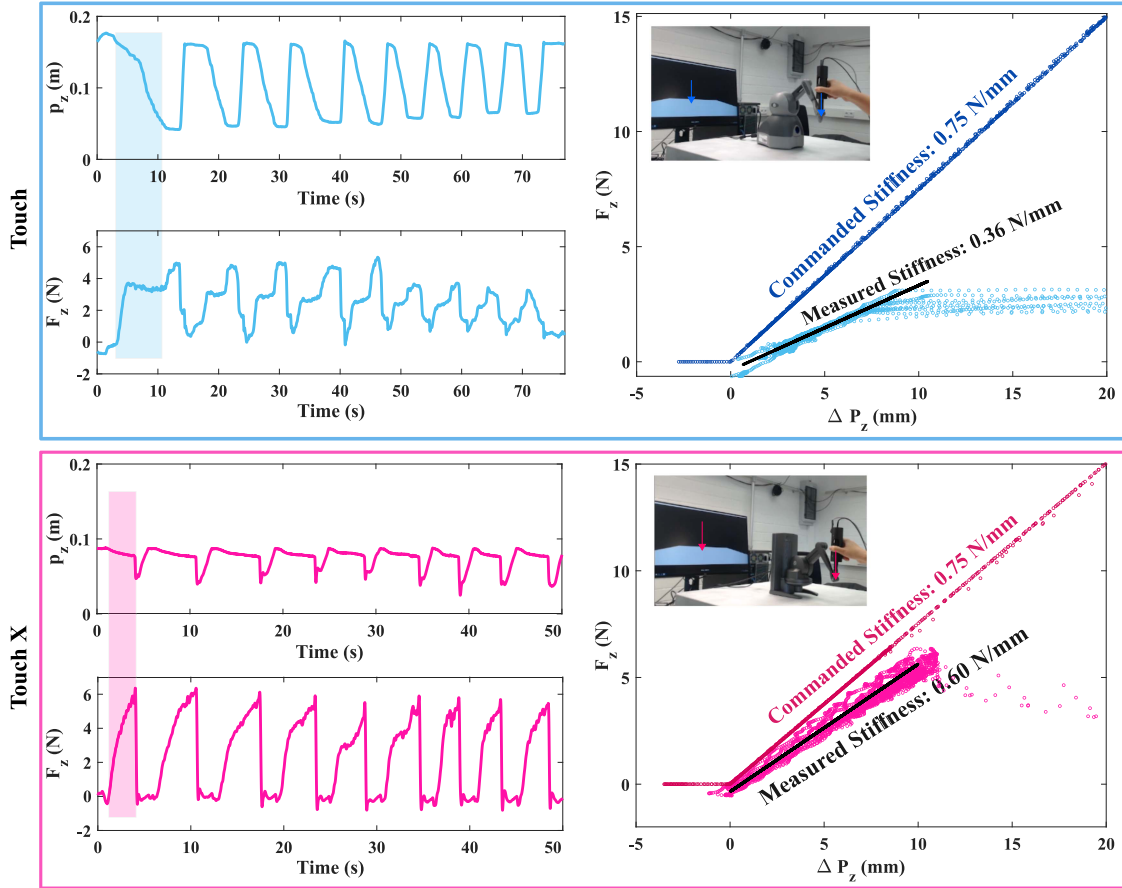 Touch
0.2
0.1
0
p_z (m)
0 10 20 30 40 50 60 70
Time (s)
6
4
2
0
-2
F_z (N)
0 10 20 30 40 50 60 70
Time (s)
15
10
5
0
F_z (N)
Commanded Stiffness: 0.75 N/mm
Measured Stiffness: 0.36 N/mm
-5 0 5 10 15 20
Δ P_z (mm)
Touch X
0.2
0.1
0
p_z (m)
0 10 20 30 40 50
Time (s)
6
4
2
0
-2
F_z (N)
0 10 20 30 40 50
Time (s)
15
10
5
0
F_z (N)
Commanded Stiffness: 0.75 N/mm
Measured Stiffness: 0.60 N/mm
-5 0 5 10 15 20
Δ P_z (mm)